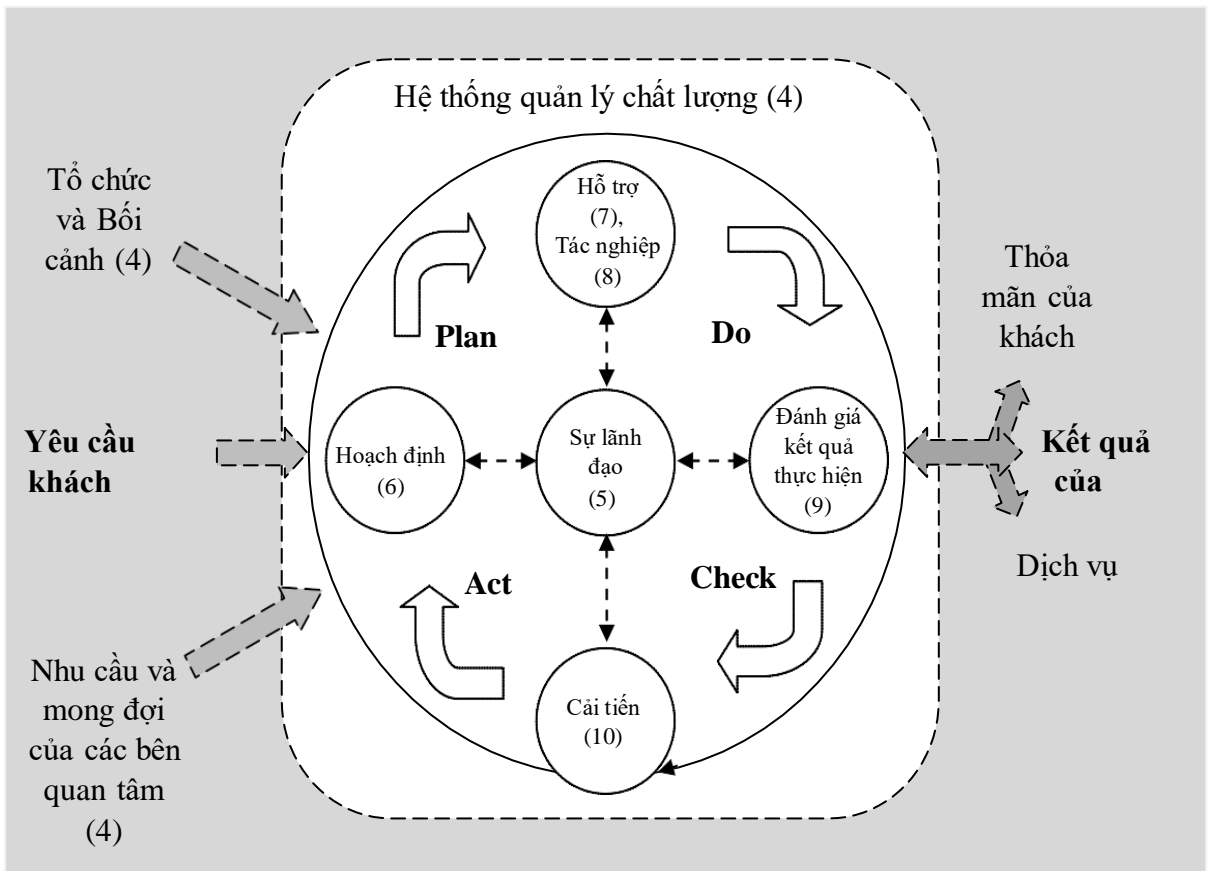 Hệ thống quản lý chất lượng (4)
Tổ chức
và Bối
cảnh (4)
Hỗ trợ
(7),
Tác nghiệp
(8)
Plan
Do
Thỏa
mãn của
khách
Yêu cầu
khách
Hoạch định
(6)
Sự lãnh
đạo
(5)
Đánh giá
kết quả
thực hiện
(9)
Kết quả
của
Act
Check
Dịch vụ
Nhu cầu và
mong đợi
của các bên
quan tâm
(4)
Cải tiến
(10)